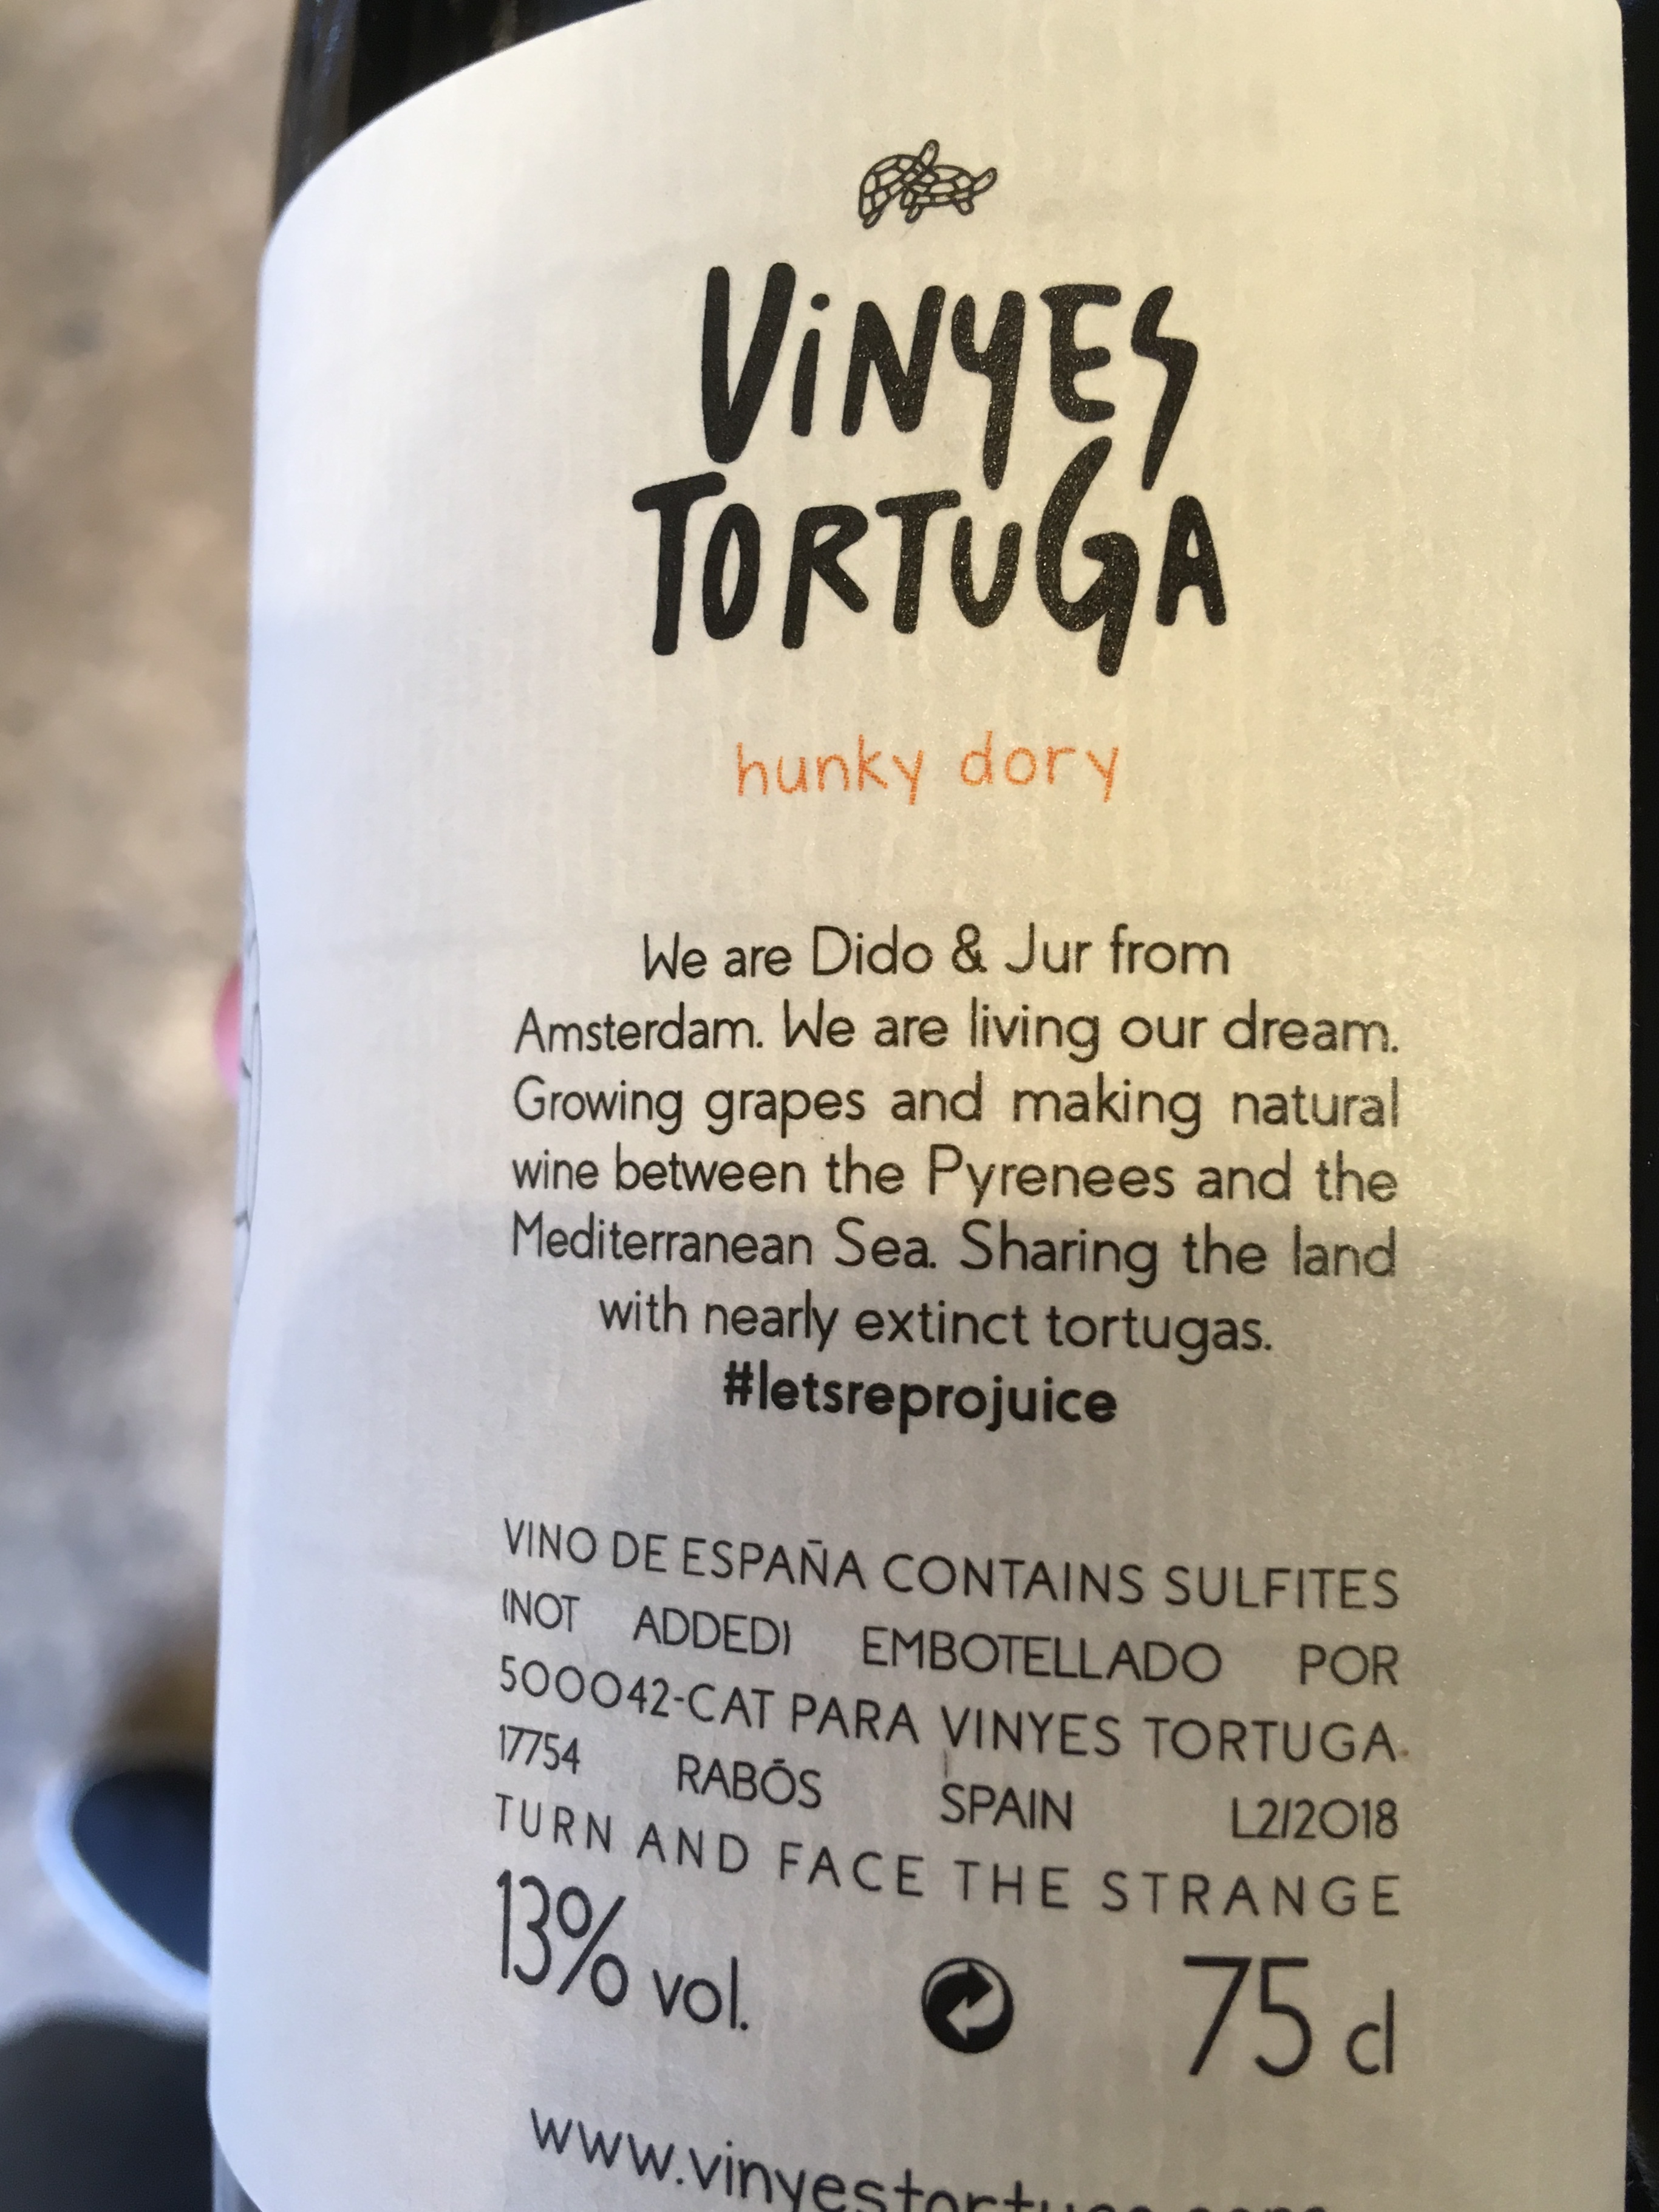 ViNYES
TORTUGA
hunky dory
We are Dido & Jur from
Amsterdam. We are living our dream.
Growing grapes and making natural
wine between the Pyrenees and the
Mediterranean Sea. Sharing the land
with nearly extinct tortugas.
#letsreprojuice
VINO DE ESPAÑA CONTAINS SULFITES
(NOT ADDED) EMBOTELLADO POR
500042-CAT PARA VINYES TORTUGA.
17754 RABÓS SPAIN L2/2018
TURN AND FACE THE STRANGE
13% vol. 75 cl